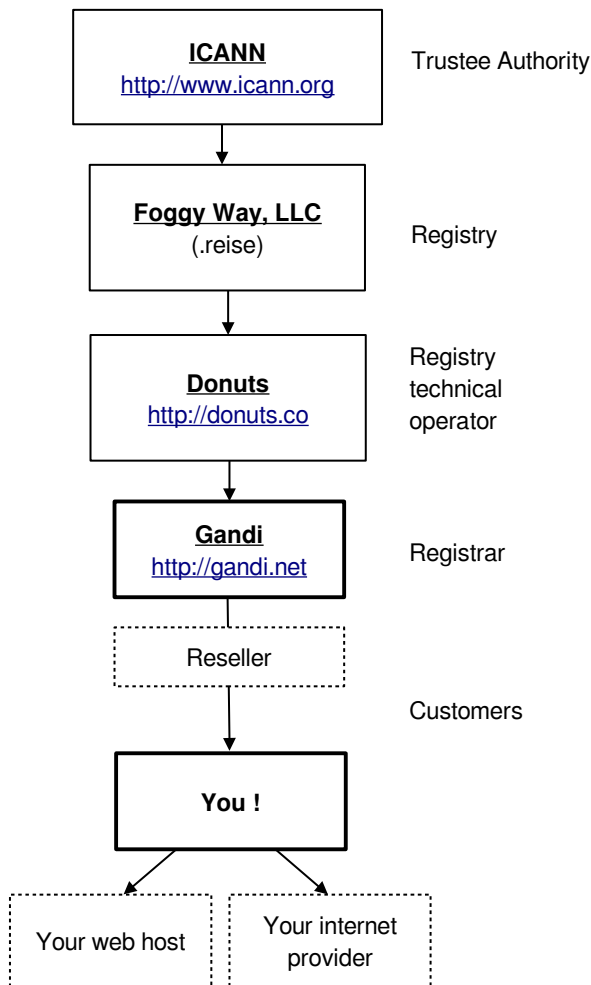 ICANN
http://www.icann.org
Trustee Authority
Foggy Way, LLC
(.reise)
Registry
Donuts
http://donuts.co
Registry
technical
operator
Gandi
http://gandi.net
Registrar
Reseller
Customers
You !
Your web host
Your internet
provider